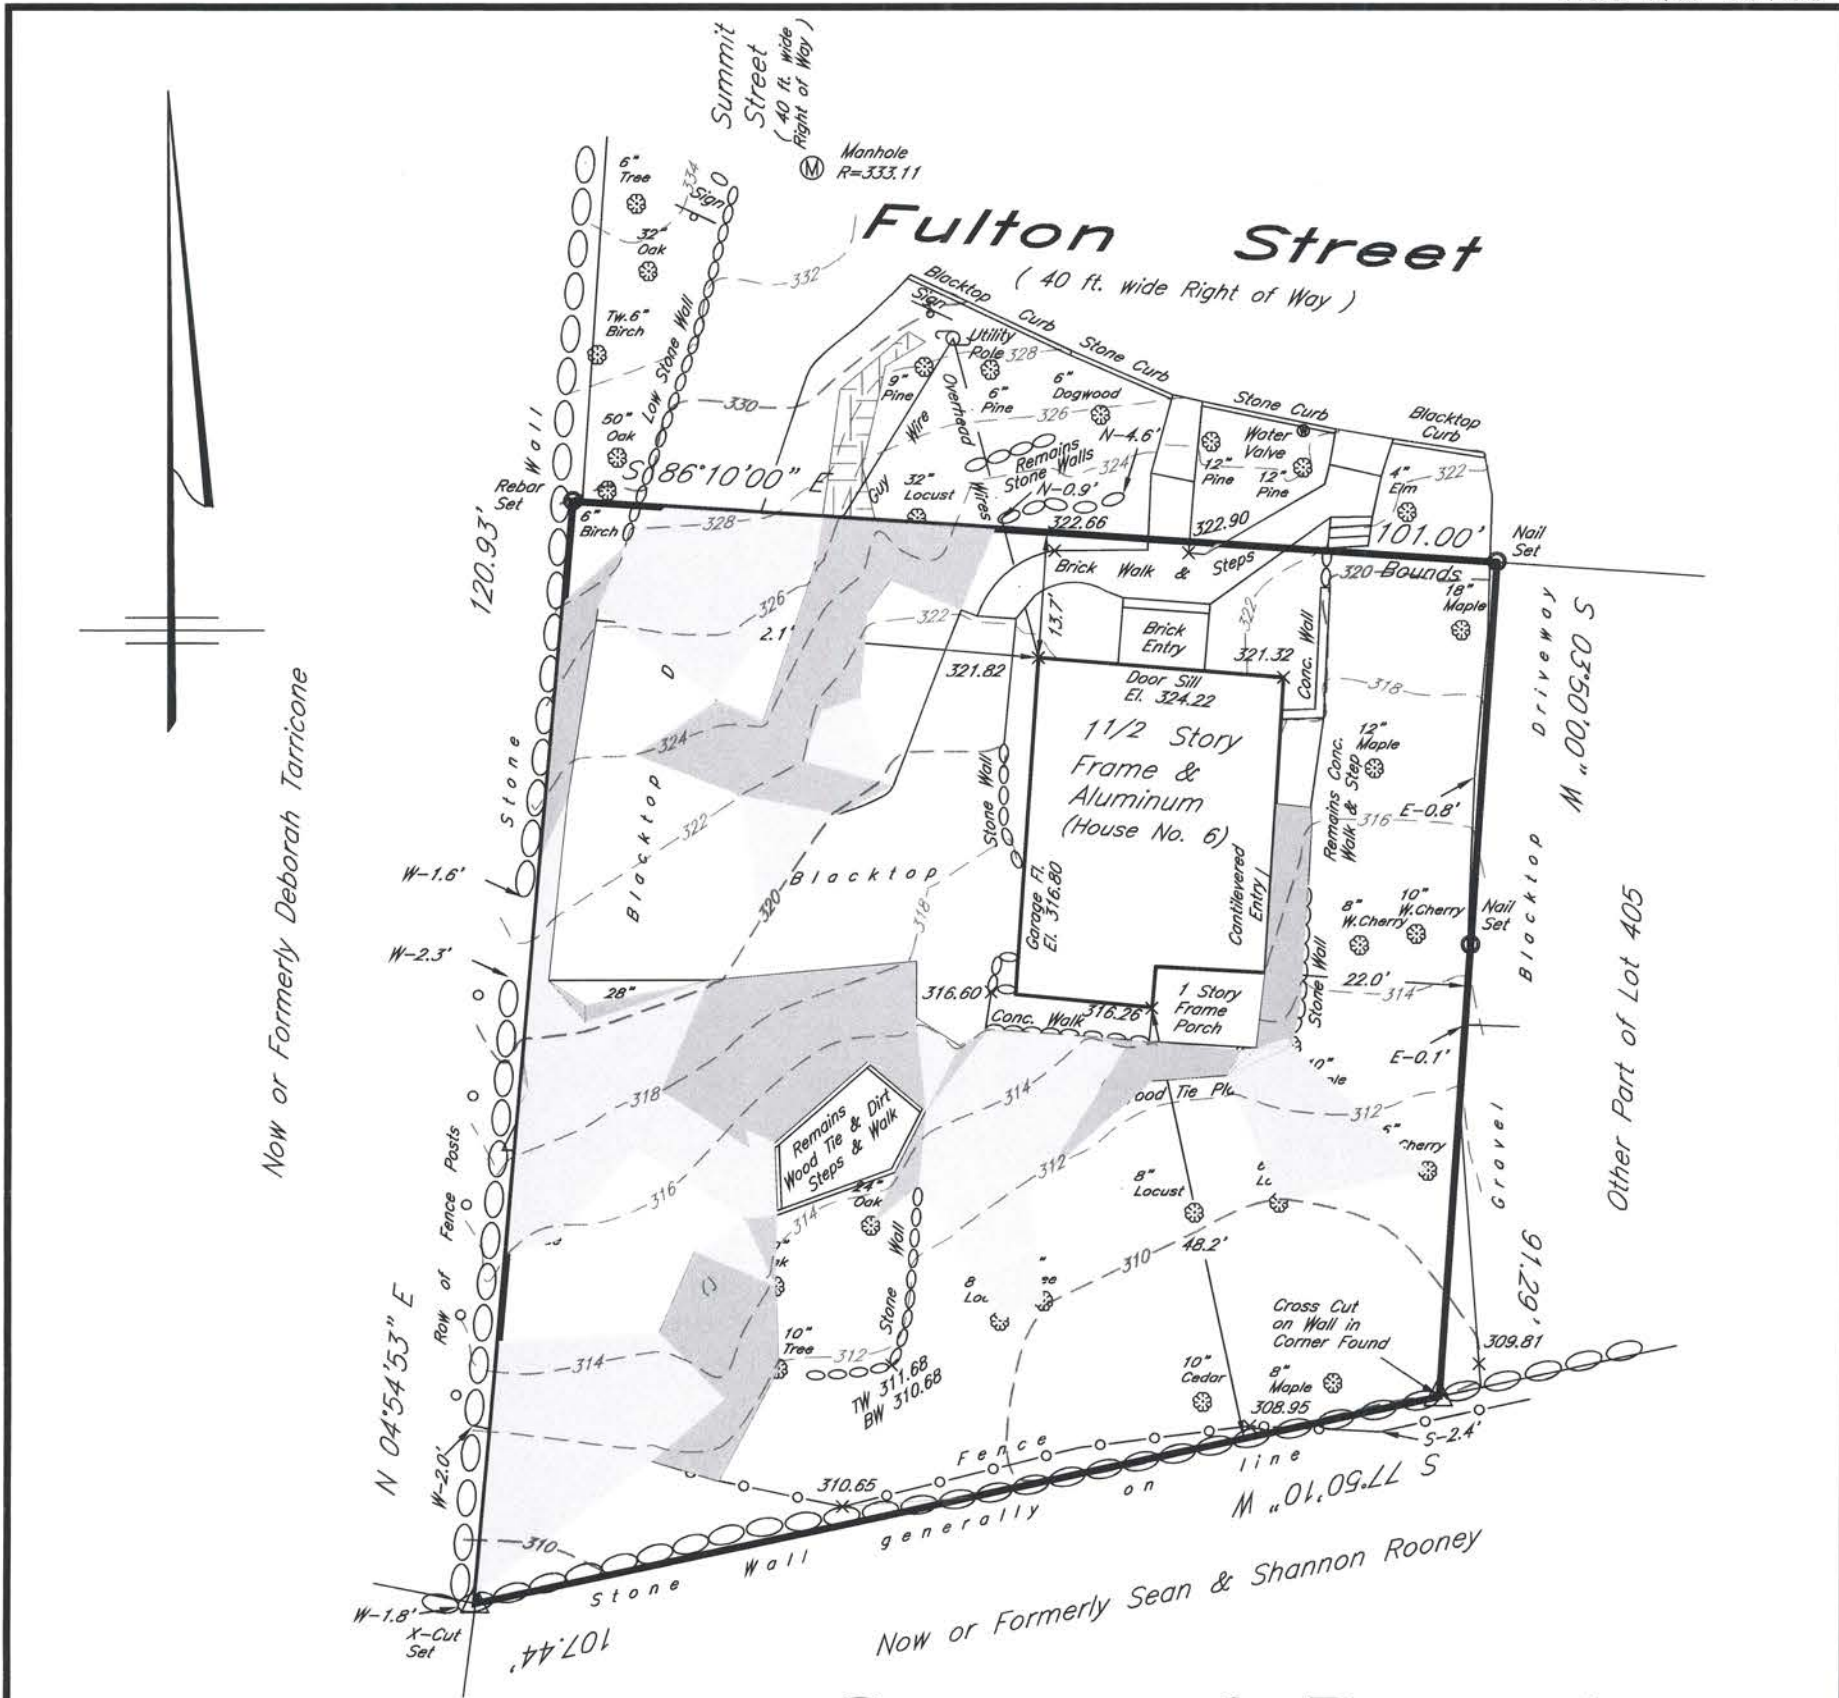 Summit
Street
( 40 ft. wide
Right of Way )
Manhole
R=333.11
M
6"
Tree
334
Sign
32"
Oak
332
Fulton Street
( 40 ft. wide Right of Way )
Blacktop
Curb
Stone Curb
Stone Curb
Blacktop
Curb
Sign
Utility
Pole
328
Tw.6"
Birch
Low Stone Wall
9"
Pine
6"
Pine
6"
Dogwood
326
330
Overhead
Wires
Guy Wire
Remains
Stone Walls
N-4.6'
324
N-0.9'
12"
Pine
Water
Valve
12"
Pine
4"
Elm
322
50"
Oak
S 86°10'00" E
32"
Locust
Rebar
Set
6"
Birch
328
322.66
322.90
101.00'
Nail
Set
120.93'
Brick Walk & Steps
320
Bounds
18"
Maple
326
2.1'
322
13.7'
Brick
Entry
322
Conc. Wall
321.82
321.32
Door Sill
El. 324.22
318
Driveway
S 03°50'00" W
Stone Wall
324
1 1/2 Story
Frame &
Aluminum
(House No. 6)
12"
Maple
Remains Conc.
Walk & Step
E-0.8'
316
Now or Formerly Deborah Tarricone
Stone
Wall
D
Blacktop
322
Stone Wall
W-1.6'
320
Blacktop
318
Garage Fl.
El. 316.80
Cantilevered
Entry
8"
W.Cherry
10"
W.Cherry
Nail
Set
Blacktop
Other Part of Lot 405
W-2.3'
28"
316.60
Conc. Walk
316.26
1 Story
Frame
Porch
Stone Wall
22.0'
314
E-0.1'
318
Remains
Wood Tie & Dirt
Steps & Walk
314
ood Tie Pl
312
Cherry
Gravel
Row of Fence Posts
316
314
24"
Oak
312
8"
Locust
48.2'
310
Stone Wall
8
Loc
N 04°54'53" E
314
10"
Tree
312
TW 311.68
BW 310.68
Cross Cut
on Wall in
Corner Found
91.29'
309.81
10"
Cedar
8"
Maple
308.95
S-2.4'
W-2.0'
310.65
Fence
310
Stone Wall generally on line
S 77°50'10" W
W-1.8'
X-Cut
Set
107.44'
Now or Formerly Sean & Shannon Rooney